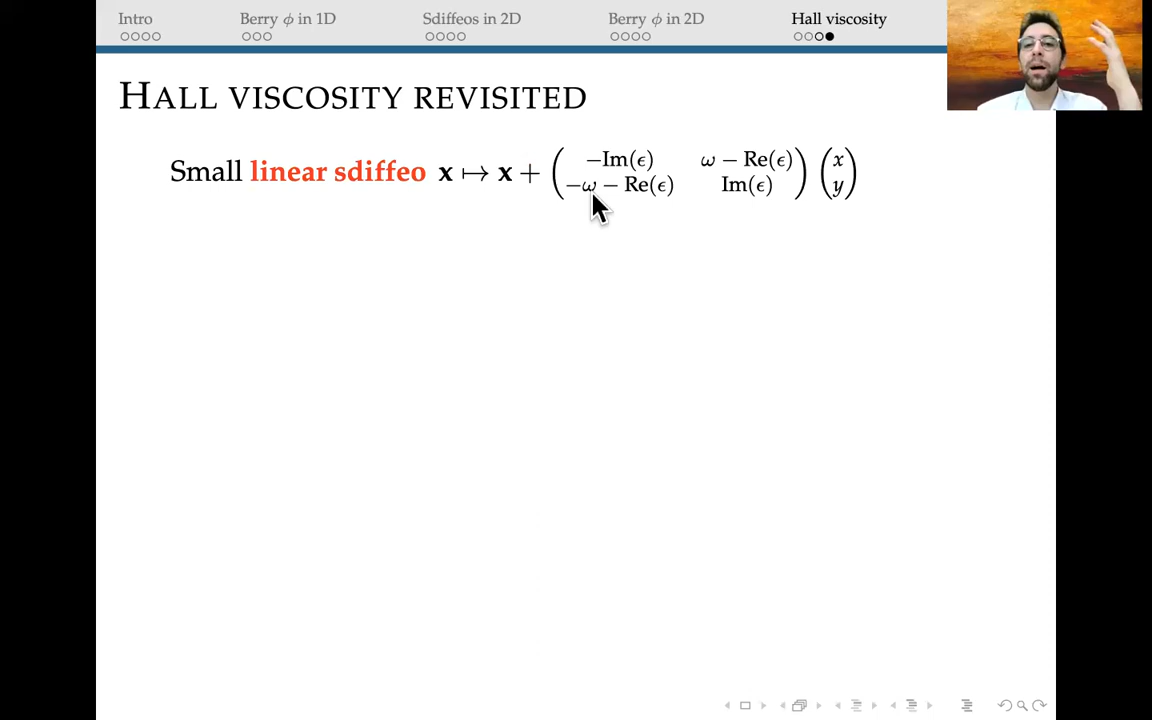 Intro Berry ϕ in 1D Sdiffeos in 2D Berry ϕ in 2D Hall viscosity
HALL VISCOSITY REVISITED
Small linear sdiffeo x ↦ x + ( −Im(ϵ) ω − Re(ϵ) ) ( x )
( −ω − Re(ϵ) Im(ϵ) ) ( y )